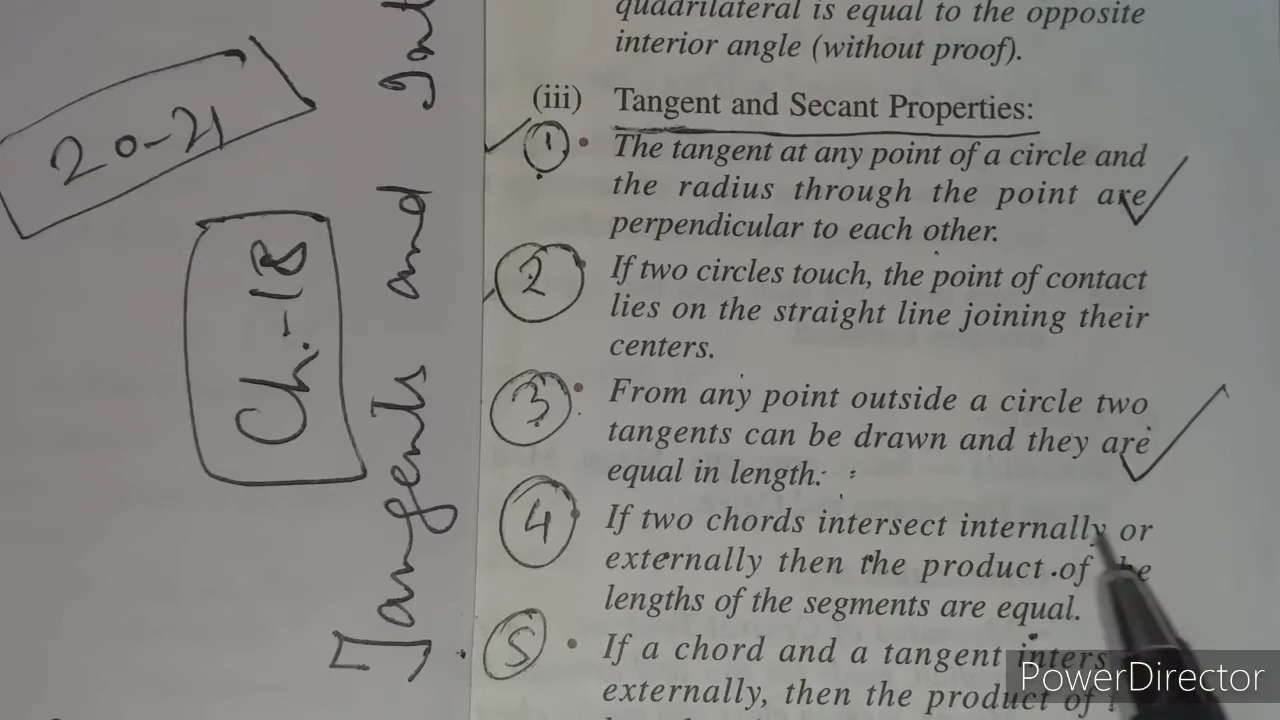 quadrilateral is equal to the opposite
interior angle (without proof).
(iii) Tangent and Secant Properties:
1 • The tangent at any point of a circle and
the radius through the point are
perpendicular to each other.
2 If two circles touch, the point of contact
lies on the straight line joining their
centers.
3 • From any point outside a circle two
tangents can be drawn and they are
equal in length.
4 • If two chords intersect internally or
externally then the product of
lengths of the segments are equal.
5 • If a chord and a tangent
externally, then the product of
20-21
Ch.-18
Tangents and
PowerDirector